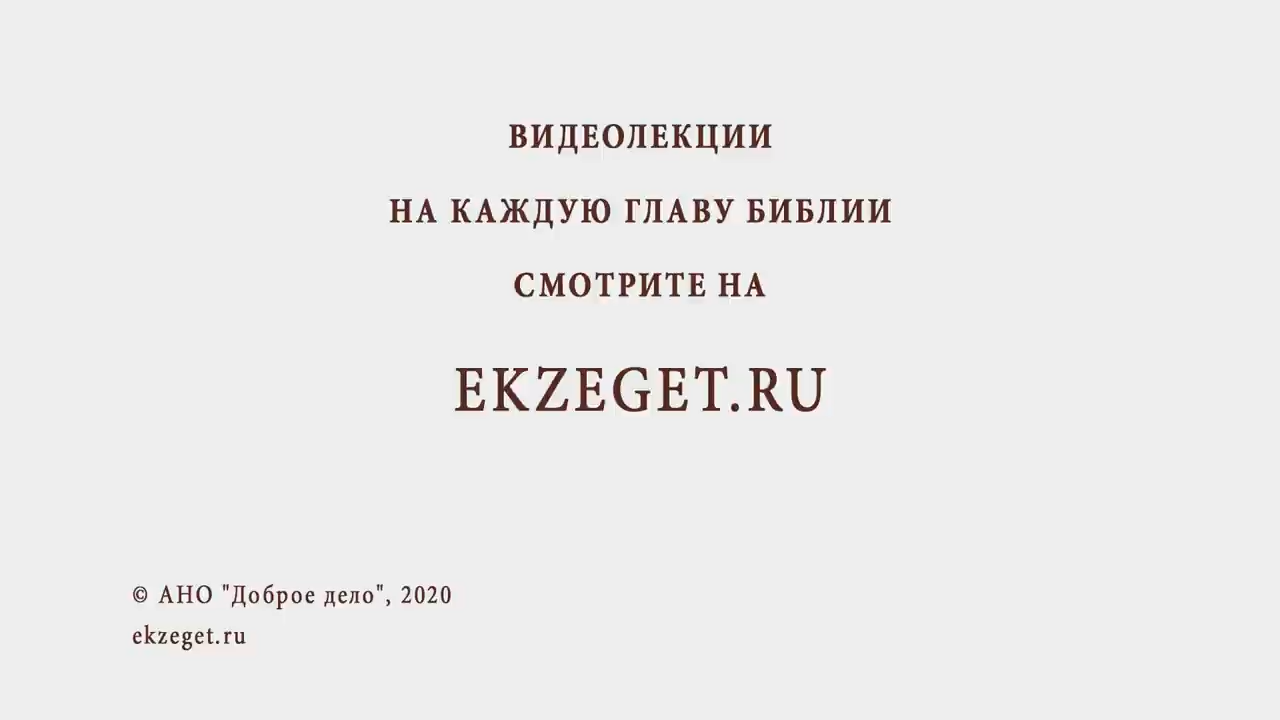 ВИДЕОЛЕКЦИИ
НА КАЖДУЮ ГЛАВУ БИБЛИИ
СМОТРИТЕ НА
EKZEGET.RU
© АНО "Доброе дело", 2020
ekzeget.ru